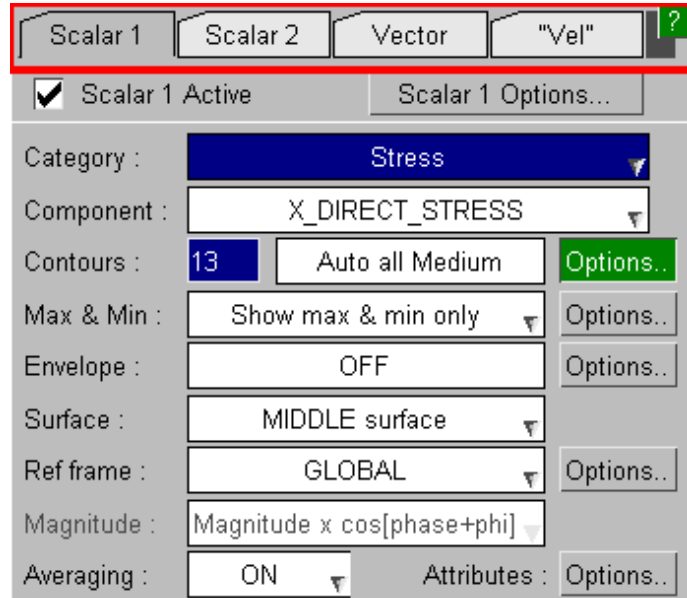 Scalar 1 Scalar 2 Vector "Vel" ?
Scalar 1 Active Scalar 1 Options...
Category : Stress
Component : X_DIRECT_STRESS
Contours : 13 Auto all Medium Options..
Max & Min : Show max & min only Options..
Envelope : OFF Options..
Surface : MIDDLE surface
Ref frame : GLOBAL Options..
Magnitude : Magnitude x cos[phase+phi]
Averaging : ON Attributes : Options..